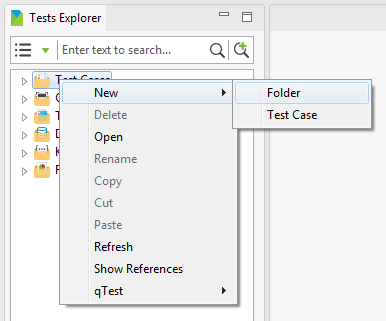 Tests Explorer
Enter text to search...
Test Cases
New
Folder
Delete
Test Case
Open
Rename
Copy
Cut
Paste
Refresh
Show References
qTest